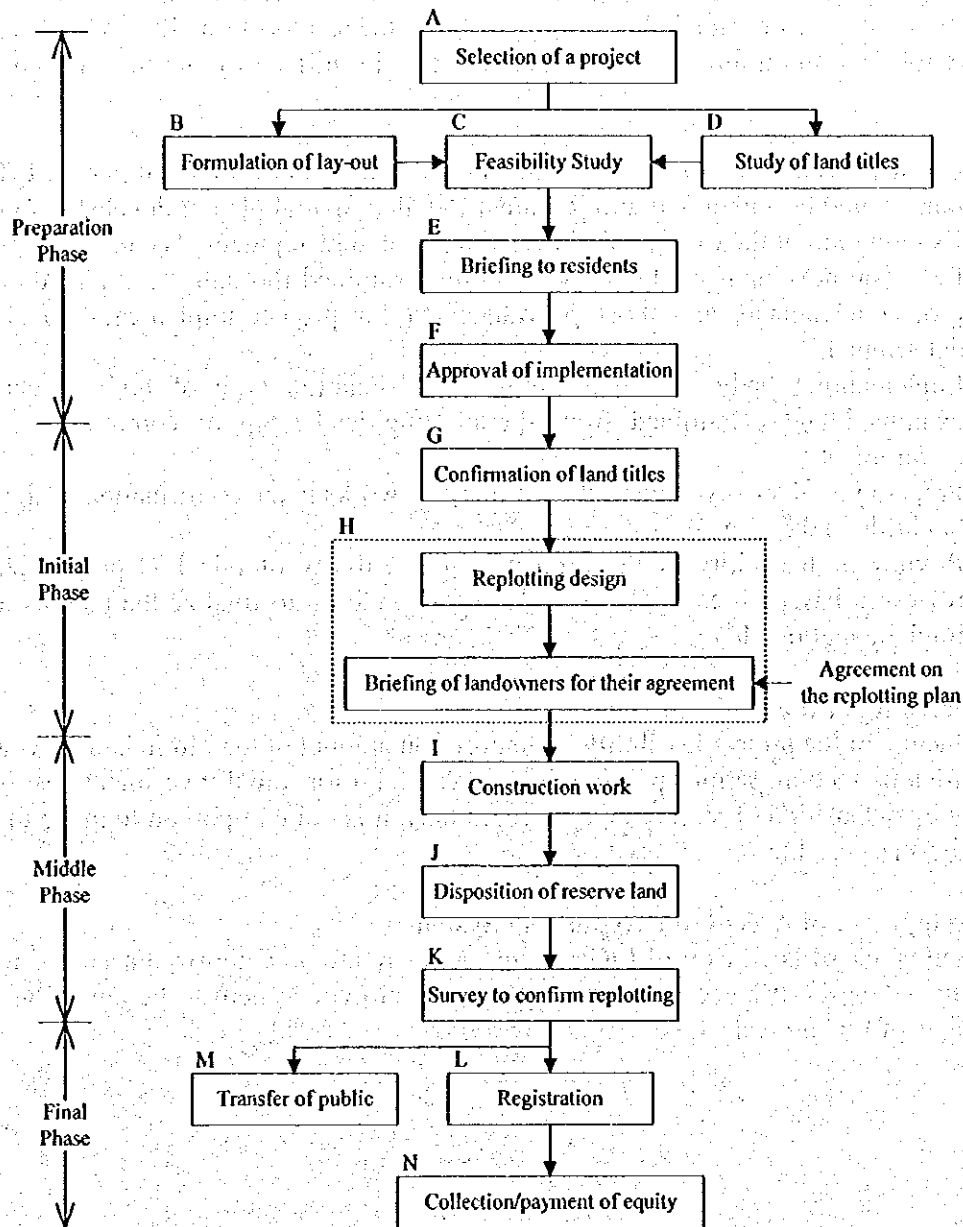 A
Selection of a project
B
Formulation of lay-out
C
Feasibility Study
D
Study of land titles
Preparation
Phase
E
Briefing to residents
F
Approval of implementation
G
Confirmation of land titles
H
Initial
Phase
Replotting design
Briefing of landowners for their agreement
Agreement on
the replotting plan
I
Construction work
J
Disposition of reserve land
Middle
Phase
K
Survey to confirm replotting
M
Transfer of public
L
Registration
Final
Phase
N
Collection/payment of equity